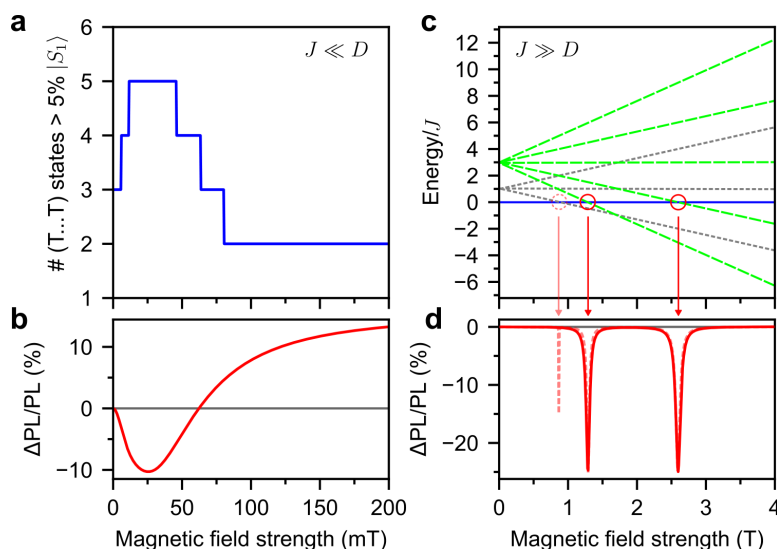 a
J ≪ D
# (T...T) states > 5% |S₁⟩
6
5
4
3
2
1
b
ΔPL/PL (%)
10
0
−10
0 50 100 150 200
Magnetic field strength (mT)
c
J ≫ D
Energy/J
12
10
8
6
4
2
0
−2
−4
−6
d
ΔPL/PL (%)
0
−10
−20
0 1 2 3 4
Magnetic field strength (T)